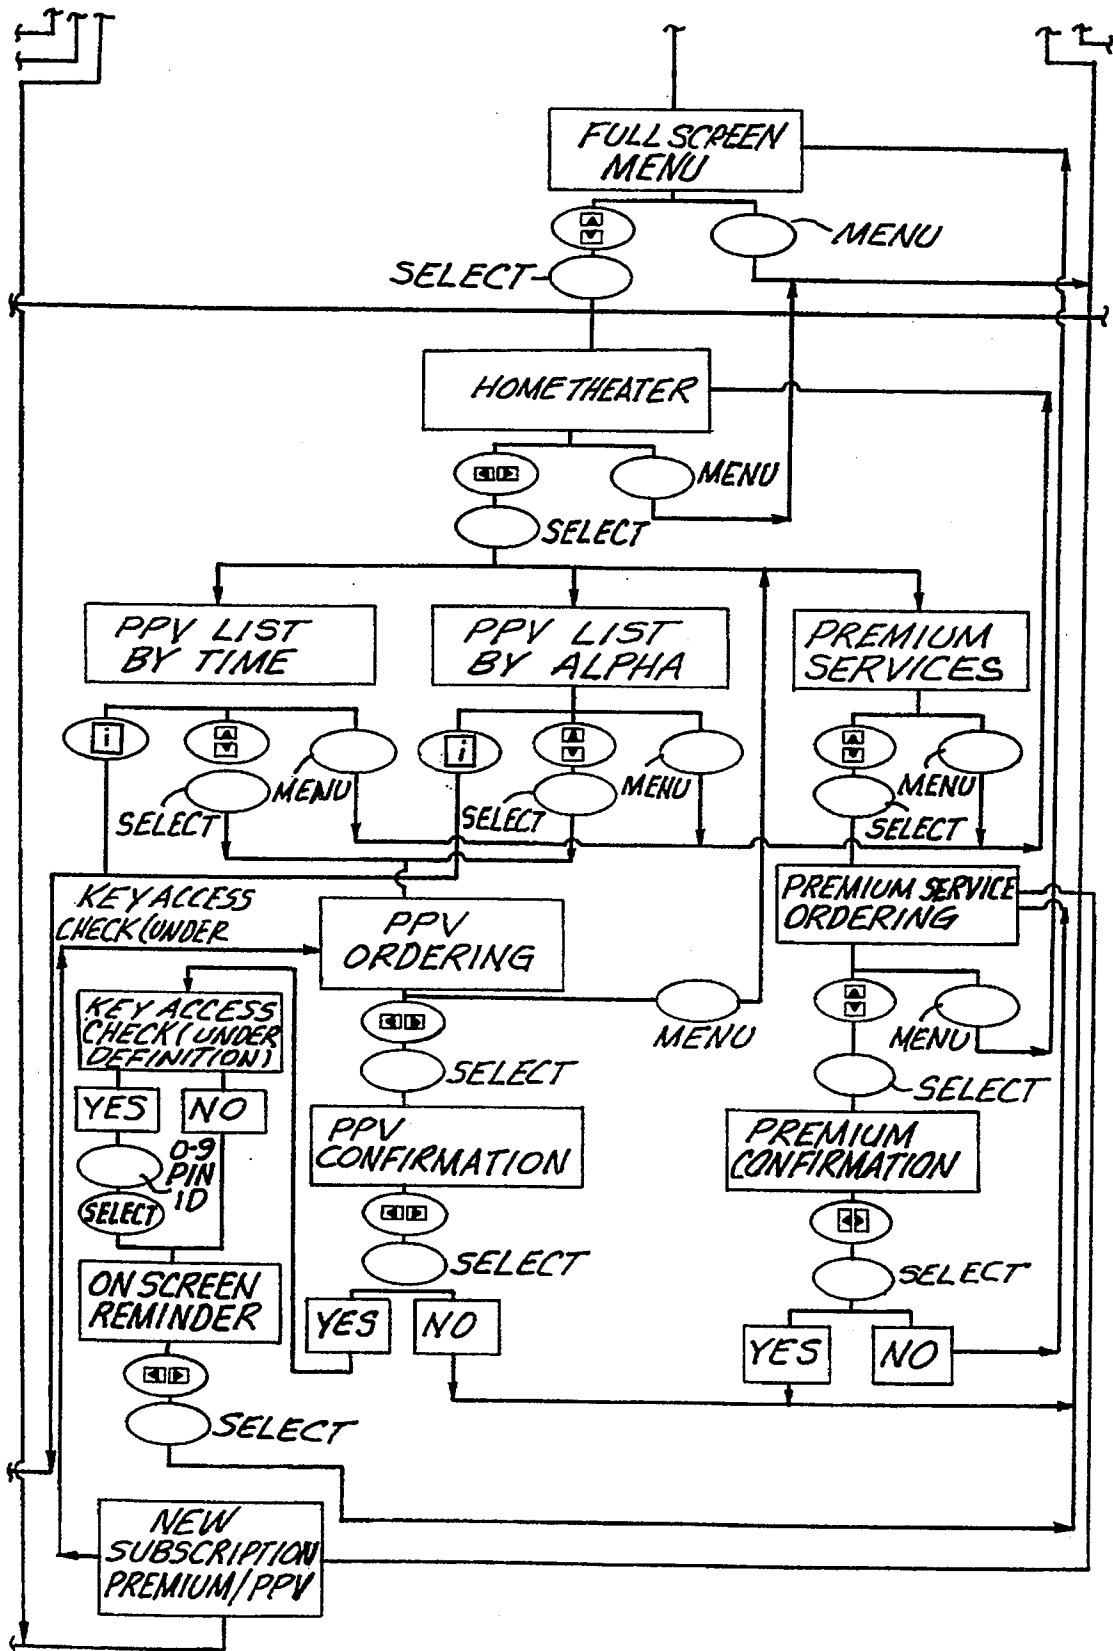 FULL SCREEN
MENU
MENU
SELECT
HOME THEATER
MENU
SELECT
PPV LIST
BY TIME
PPV LIST
BY ALPHA
PREMIUM
SERVICES
i
i
MENU
SELECT
MENU
SELECT
MENU
SELECT
KEY ACCESS
CHECK (UNDER
PPV
ORDERING
PREMIUM SERVICE
ORDERING
KEY ACCESS
CHECK (UNDER
DEFINITION)
MENU
MENU
SELECT
SELECT
YES
NO
PPV
CONFIRMATION
PREMIUM
CONFIRMATION
0-9
PIN
ID
SELECT
SELECT
SELECT
ON SCREEN
REMINDER
YES
NO
YES
NO
SELECT
NEW
SUBSCRIPTION
PREMIUM/PPV